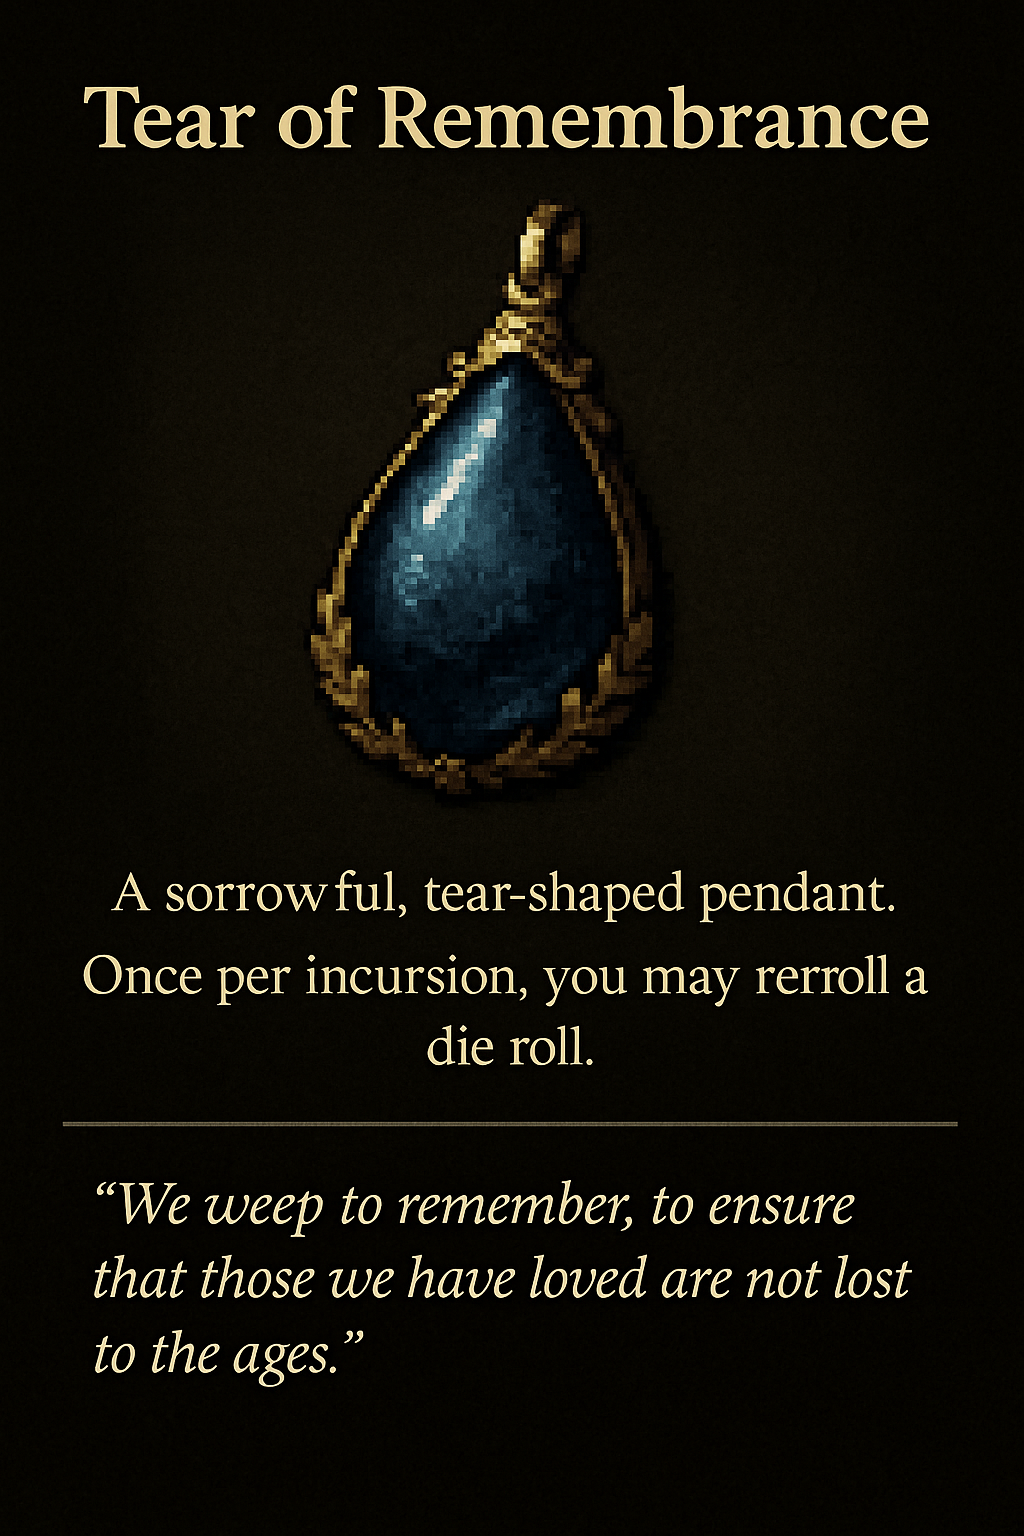 Tear of Remembrance
A sorrowful, tear-shaped pendant.
Once per incursion, you may rerroll a
die roll.
“We weep to remember, to ensure
that those we have loved are not lost
to the ages.”